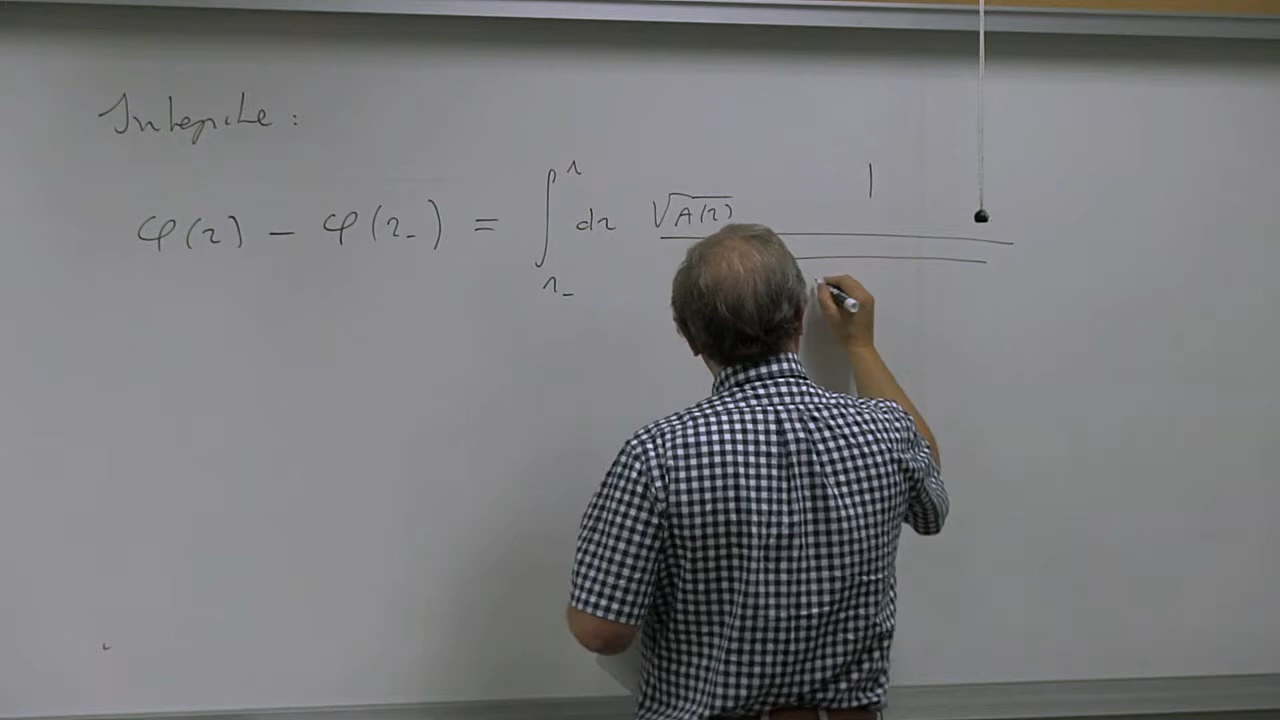 Integrate:
φ(r) − φ(r₋) = ∫_{r₋}^{r} dr √A(r) 1